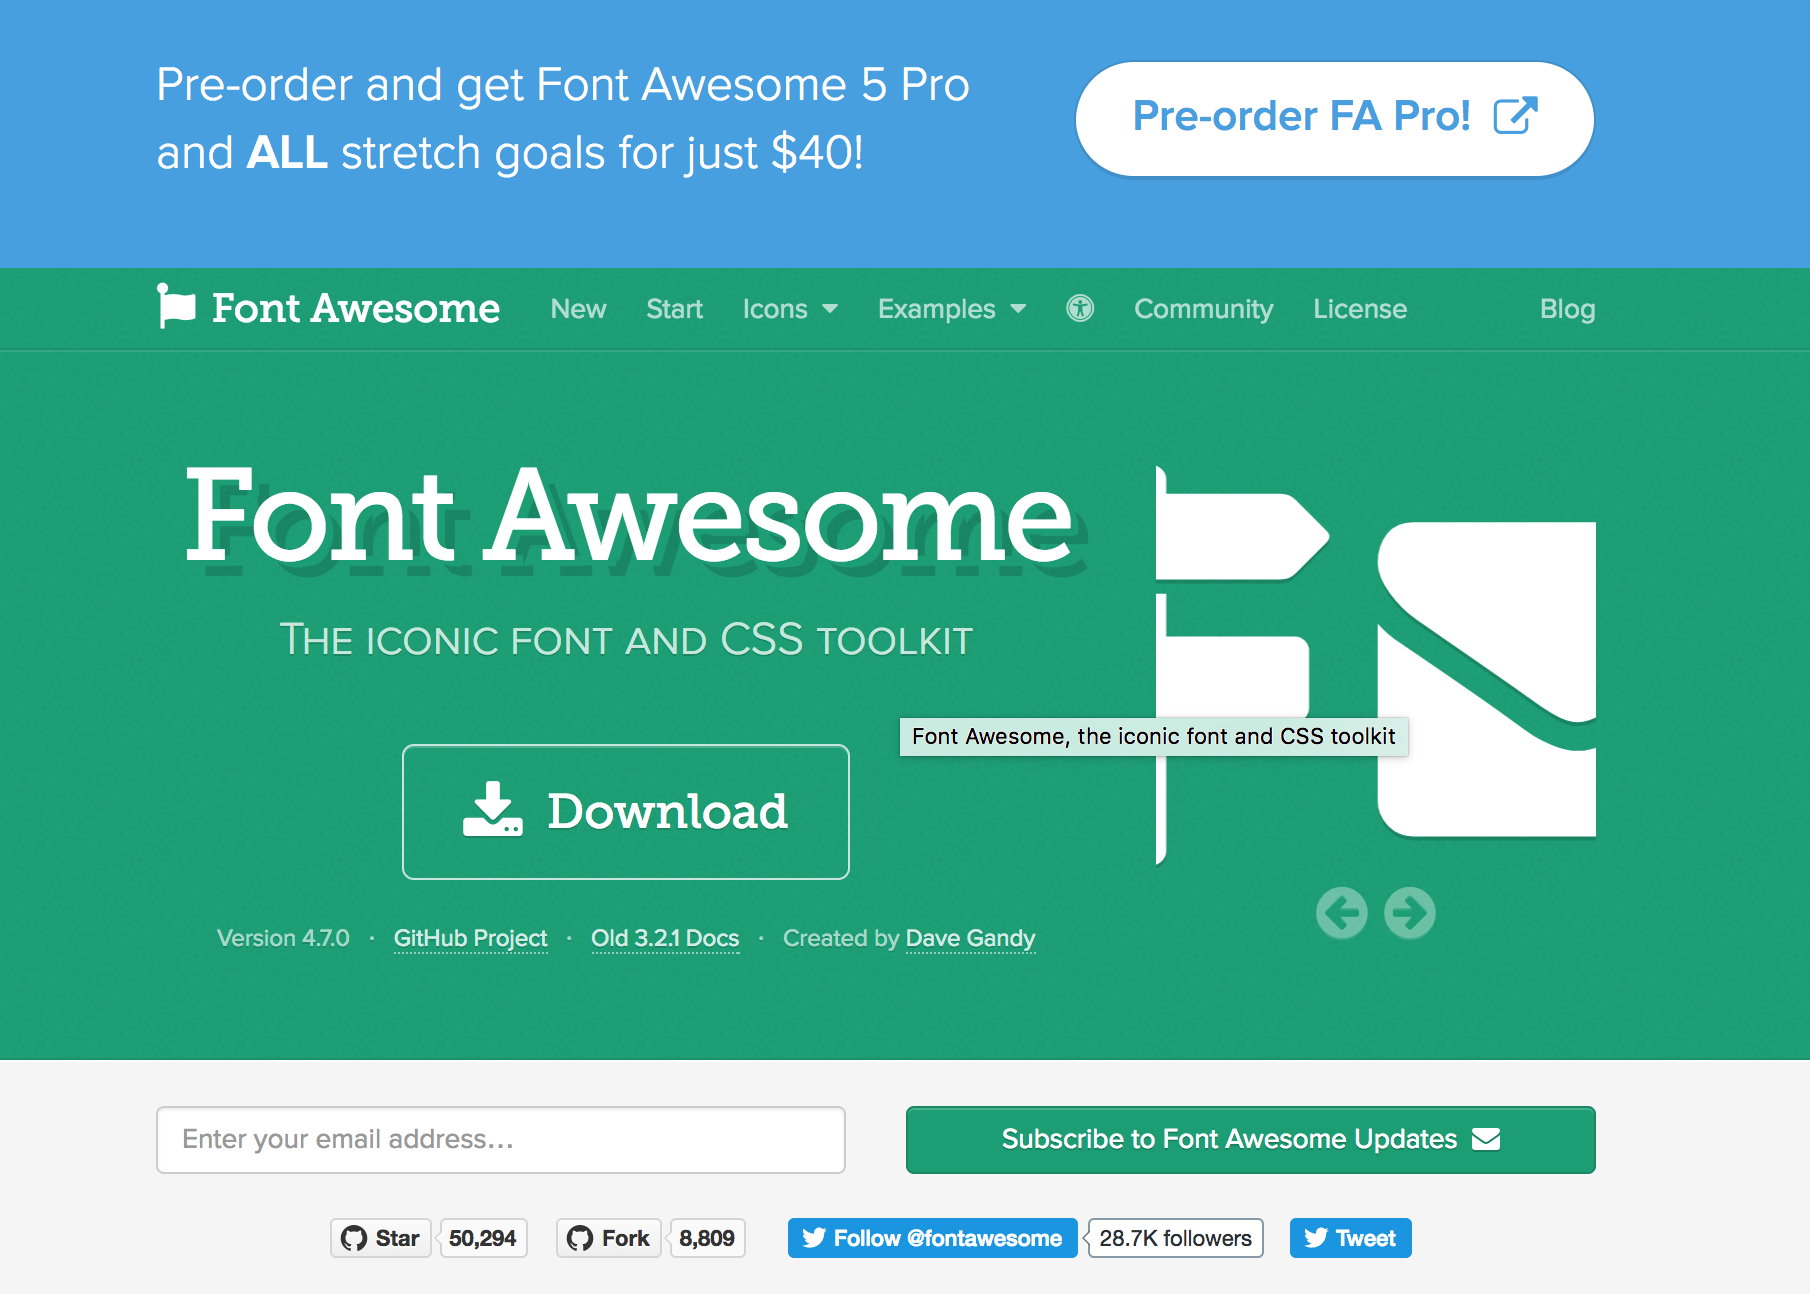 Pre-order and get Font Awesome 5 Pro
and ALL stretch goals for just $40!
Pre-order FA Pro!
Font Awesome New Start Icons Examples Community License Blog
Font Awesome
THE ICONIC FONT AND CSS TOOLKIT
Font Awesome, the iconic font and CSS toolkit
Download
Version 4.7.0 · GitHub Project · Old 3.2.1 Docs · Created by Dave Gandy
Enter your email address...
Subscribe to Font Awesome Updates
Star 50,294 Fork 8,809 Follow @fontawesome 28.7K followers Tweet